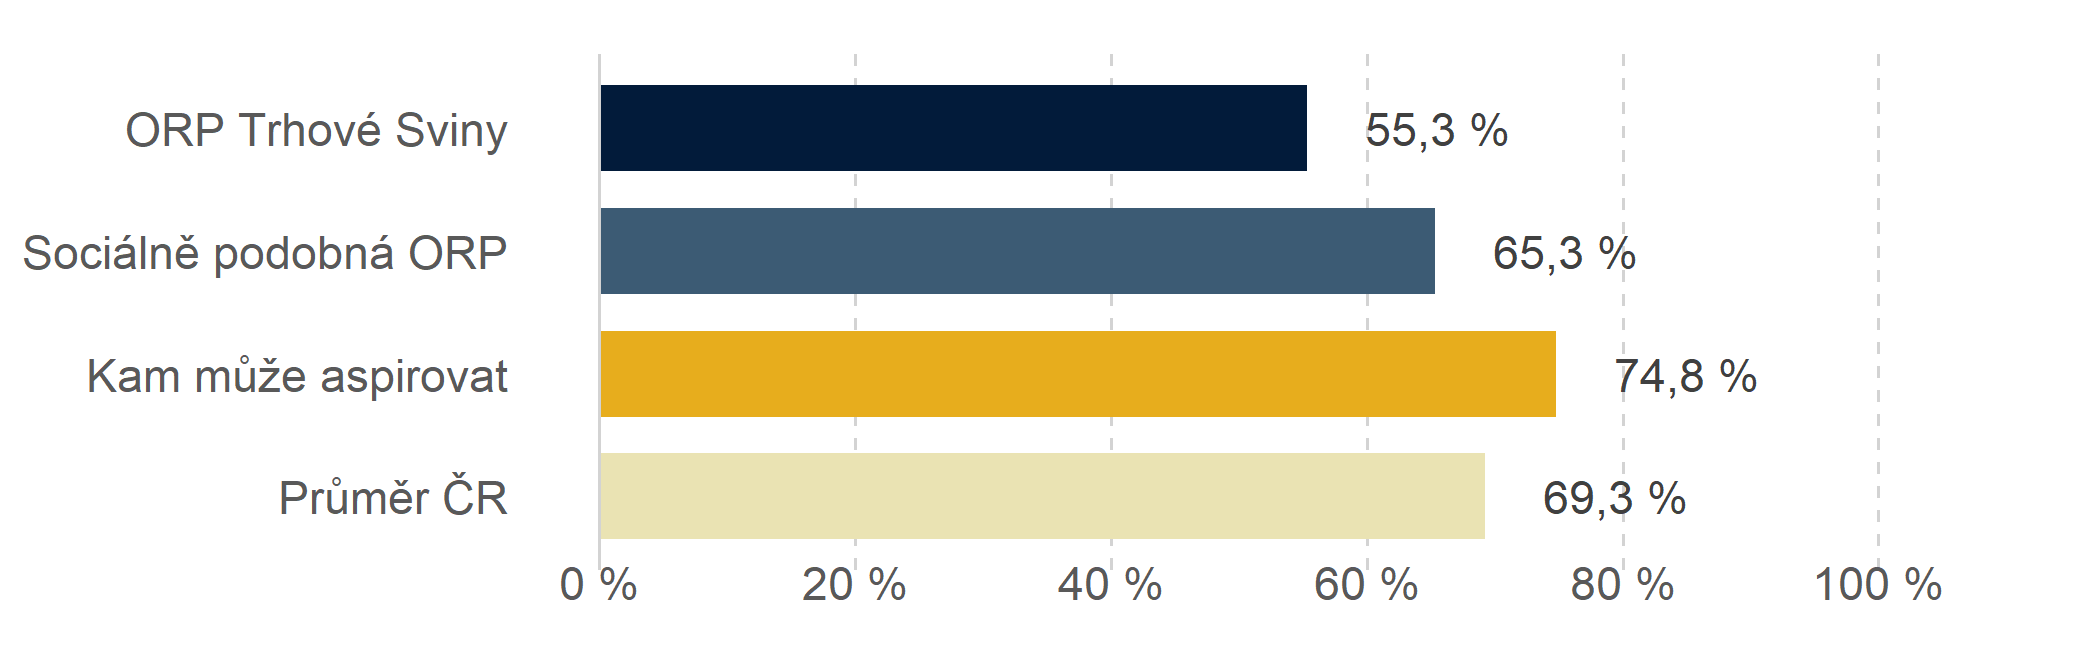 ORP Trhové Sviny 55,3 %
Sociálně podobná ORP 65,3 %
Kam může aspirovat 74,8 %
Průměr ČR 69,3 %
0 % 20 % 40 % 60 % 80 % 100 %